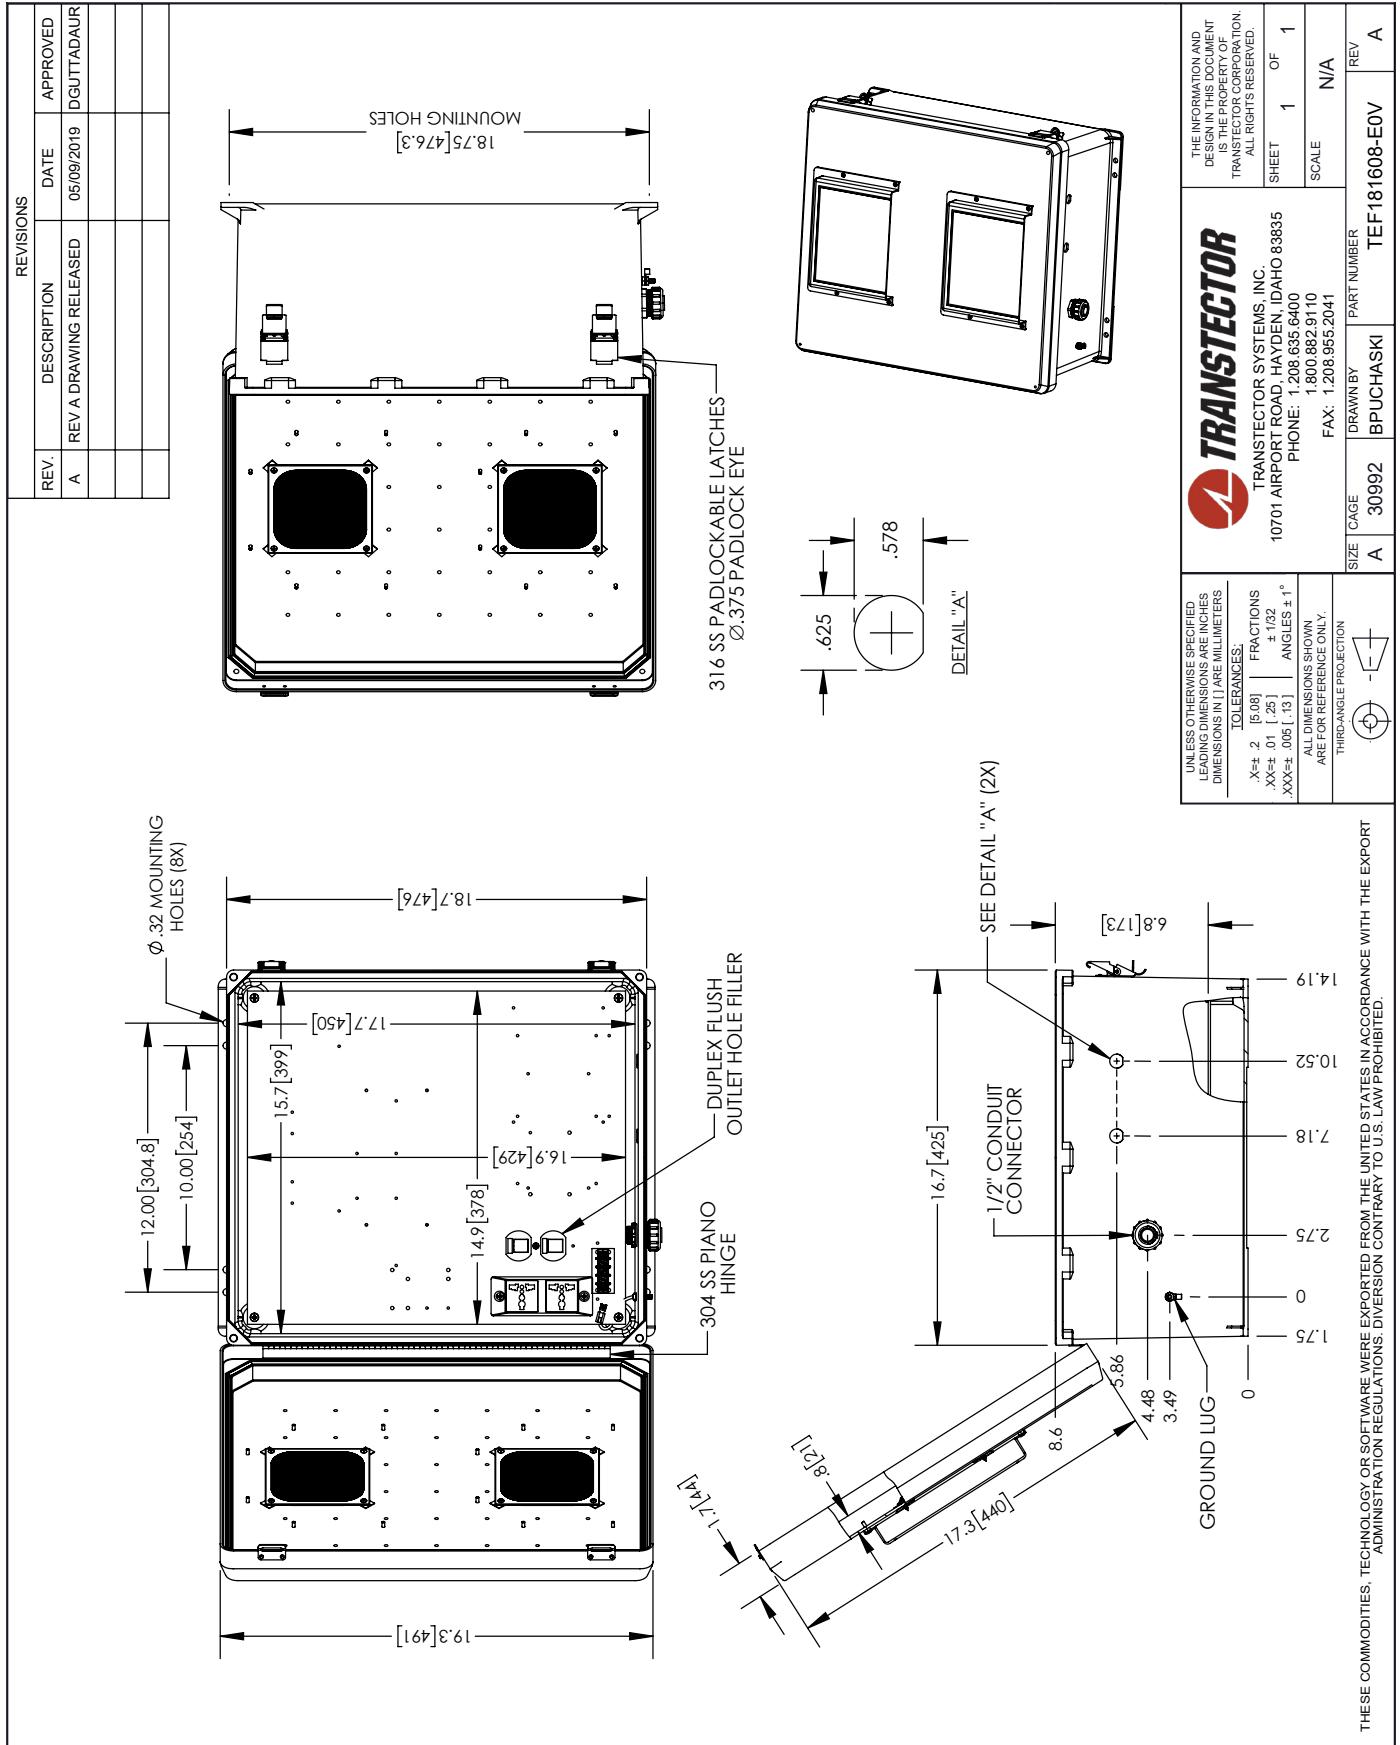 REVISIONS
REV.
DESCRIPTION
DATE
APPROVED
A
REV A DRAWING RELEASED
05/09/2019
DGUTTADAUR
Ø.32 MOUNTING
HOLES (8X)
12.00 [304.8]
10.00 [254]
15.7 [399]
17.7 [450]
14.9 [378]
16.9 [429]
18.7 [476]
19.3 [491]
DUPLEX FLUSH
OUTLET HOLE FILLER
304 SS PIANO
HINGE
18.75 [476.3]
MOUNTING HOLES
316 SS PADLOCKABLE LATCHES
Ø.375 PADLOCK EYE
1.7 [44]
.8 [21]
17.3 [440]
16.7 [425]
1/2" CONDUIT
CONNECTOR
SEE DETAIL "A" (2X)
6.8 [173]
8.6
5.86
4.48
3.49
0
GROUND LUG
1.75
0
2.75
7.18
10.52
14.19
.625
.578
DETAIL "A"
UNLESS OTHERWISE SPECIFIED
LEADING DIMENSIONS ARE INCHES
DIMENSIONS IN [ ] ARE MILLIMETERS
TOLERANCES:
.X=± .2 [5.08]
.XX=± .01 [.25]
.XXX=± .005 [.13]
FRACTIONS
± 1/32
ANGLES ± 1°
ALL DIMENSIONS SHOWN
ARE FOR REFERENCE ONLY.
THIRD-ANGLE PROJECTION
TRANSTECTOR
TRANSTECTOR SYSTEMS, INC.
10701 AIRPORT ROAD, HAYDEN, IDAHO 83835
PHONE: 1.208.635.6400
1.800.882.9110
FAX: 1.208.955.2041
THE INFORMATION AND
DESIGN IN THIS DOCUMENT
IS THE PROPERTY OF
TRANSTECTOR CORPORATION.
ALL RIGHTS RESERVED.
SHEET 1 OF 1
SCALE
N/A
SIZE
A
CAGE
30992
DRAWN BY
BPUCHASKI
PART NUMBER
TEF181608-E0V
REV
A
THESE COMMODITIES, TECHNOLOGY OR SOFTWARE WERE EXPORTED FROM THE UNITED STATES IN ACCORDANCE WITH THE EXPORT
ADMINISTRATION REGULATIONS. DIVERSION CONTRARY TO U.S. LAW PROHIBITED.